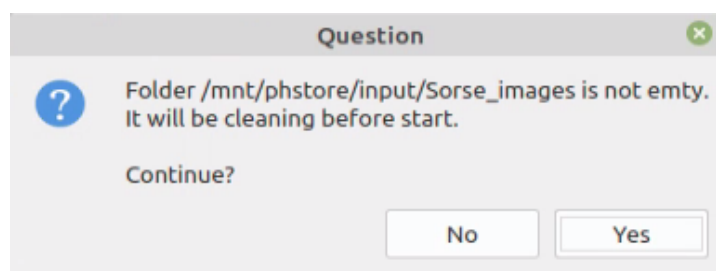 Question
Folder /mnt/phstore/input/Sorse_images is not emty.
It will be cleaning before start.
Continue?
No
Yes